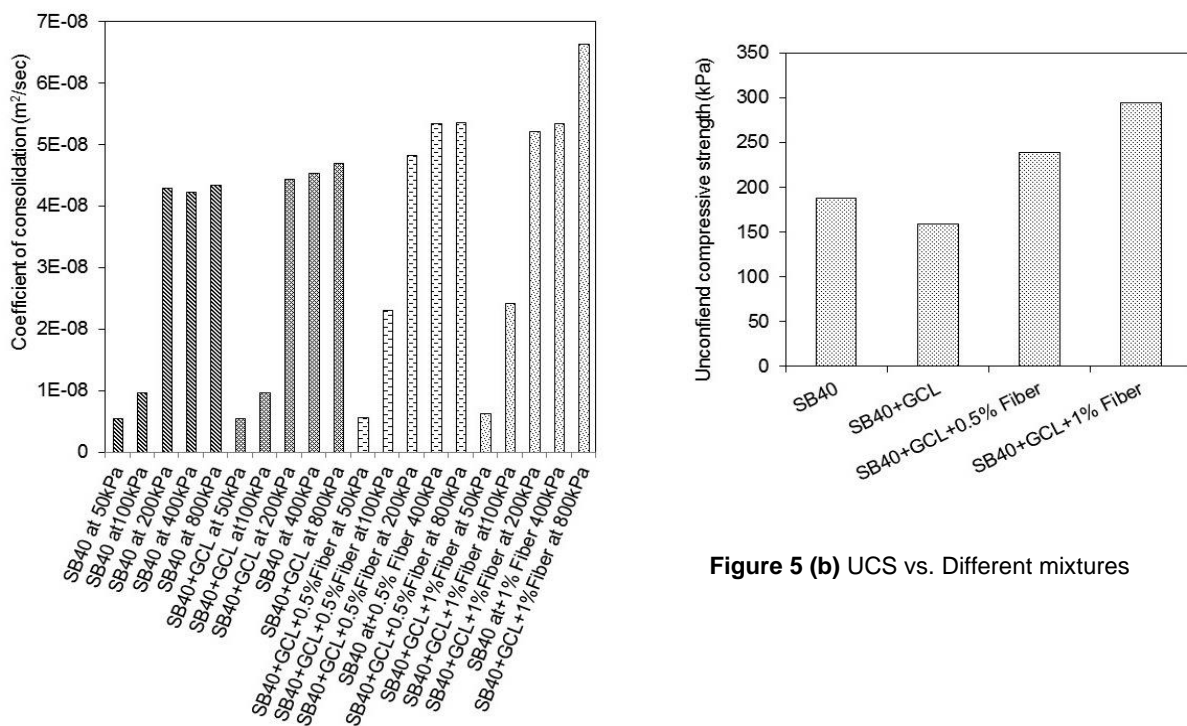 7E-08
6E-08
5E-08
4E-08
3E-08
2E-08
1E-08
0
Coefficient of consolidation (m²/sec)
SB40 at 50kPa
SB40 at100kPa
SB40 at 200kPa
SB40 at 400kPa
SB40 at 800kPa
SB40+GCL at 50kPa
SB40+GCL at100kPa
SB40+GCL at 200kPa
SB40 at 400kPa
SB40+GCL at 800kPa
SB40+GCL+0.5%Fiber at 50kPa
SB40+GCL+0.5%Fiber at 100kPa
SB40+GCL+0.5%Fiber at 200kPa
SB40 at+0.5% Fiber 400kPa
SB40+GCL+0.5%Fiber at 800kPa
SB40+GCL+1%Fiber at 50kPa
SB40+GCL+1%Fiber at100kPa
SB40+GCL+1%Fiber at 200kPa
SB40 at+1% Fiber 400kPa
SB40+GCL+1%Fiber at 800kPa
350
300
250
200
150
100
50
0
Unconfiend compressive strength (kPa)
SB40
SB40+GCL
SB40+GCL+0.5% Fiber
SB40+GCL+1% Fiber
Figure 5 (b) UCS vs. Different mixtures